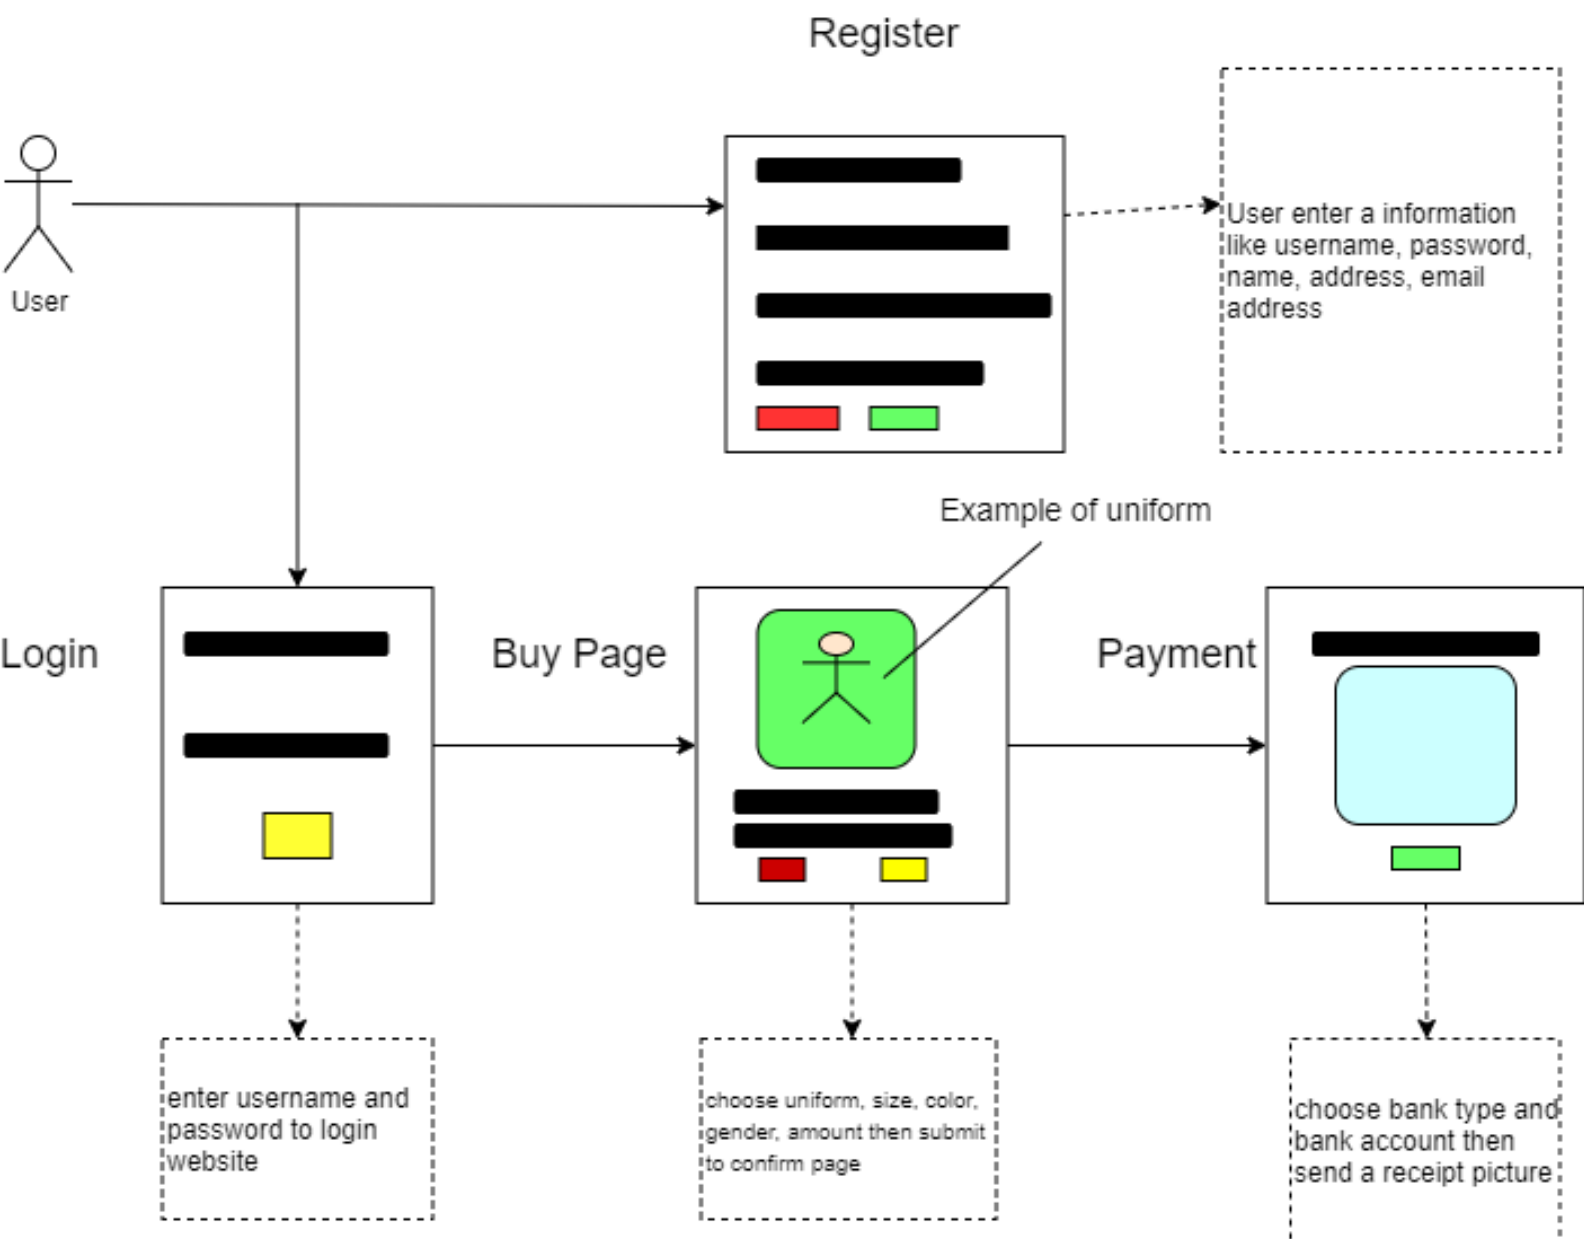 Register
User
User enter a information
like username, password,
name, address, email
address
Example of uniform
Login
Buy Page
Payment
enter username and
password to login
website
choose uniform, size, color,
gender, amount then submit
to confirm page
choose bank type and
bank account then
send a receipt picture